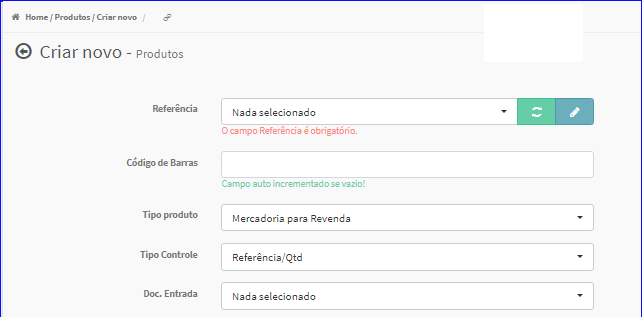 Home / Produtos / Criar novo /
Criar novo - Produtos
Referência Nada selecionado
O campo Referência é obrigatório.
Código de Barras
Campo auto incrementado se vazio!
Tipo produto Mercadoria para Revenda
Tipo Controle Referência/Qtd
Doc. Entrada Nada selecionado